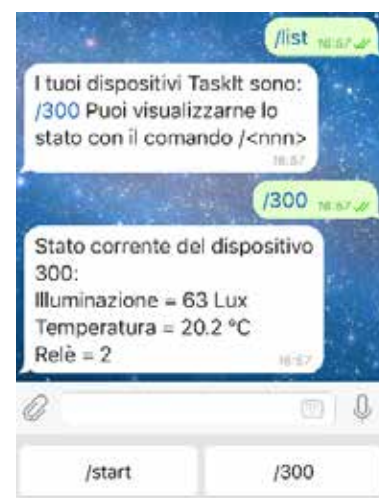 /list 16:57
I tuoi dispositivi TaskIt sono:
/300 Puoi visualizzarne lo
stato con il comando /<nnn>
16:57
/300 16:57
Stato corrente del dispositivo
300:
Illuminazione = 63 Lux
Temperatura = 20.2 °C
Relè = 2
16:57
/start
/300